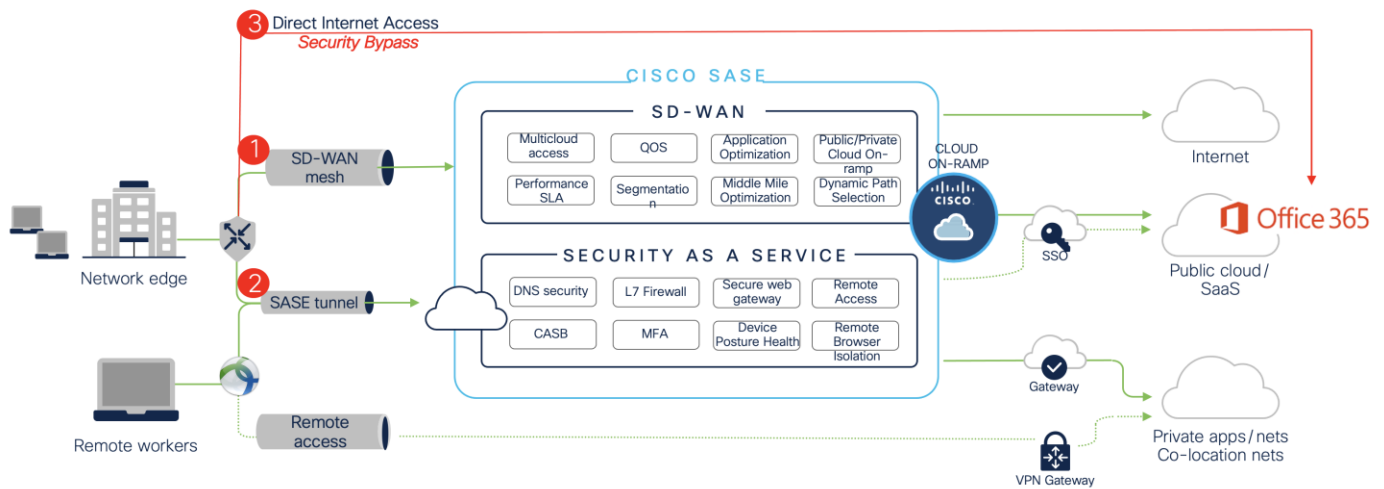 3 Direct Internet Access
Security Bypass
CISCO SASE
SD-WAN
Multicloud
access
QOS
Application
Optimization
Public/Private
Cloud On-
ramp
Performance
SLA
Segmentatio
n
Middle Mile
Optimization
Dynamic Path
Selection
CLOUD
ON-RAMP
CISCO
1
SD-WAN
mesh
Network edge
2
SASE tunnel
SECURITY AS A SERVICE
DNS security
L7 Firewall
Secure web
gateway
Remote
Access
CASB
MFA
Device
Posture Health
Remote
Browser
Isolation
Remote workers
Remote
access
Internet
SSO
Office 365
Public cloud/
SaaS
Gateway
VPN Gateway
Private apps/nets
Co-location nets